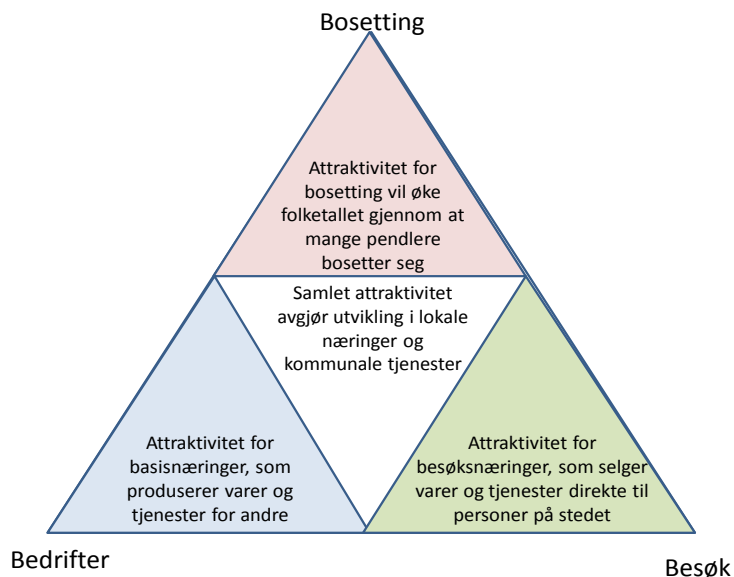 Bosetting
Attraktivitet for
bosetting vil øke
folketallet gjennom at
mange pendlere
bosetter seg
Samlet attraktivitet
avgjør utvikling i lokale
næringer og
kommunale tjenester
Attraktivitet for
basisnæringer, som
produserer varer og
tjenester for andre
Attraktivitet for
besøksnæringer, som selger
varer og tjenester direkte til
personer på stedet
Bedrifter
Besøk